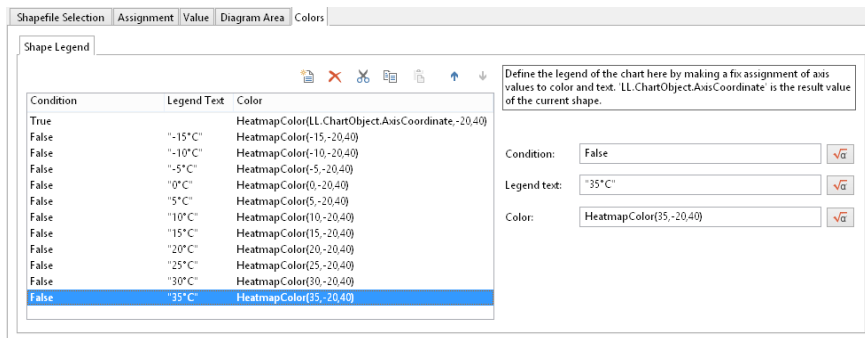 Shapefile Selection Assignment Value Diagram Area Colors
Shape Legend
Define the legend of the chart here by making a fix assignment of axis
values to color and text. 'LL.ChartObject.AxisCoordinate' is the result value
of the current shape.
Condition Legend Text Color
True HeatmapColor(LL.ChartObject.AxisCoordinate,-20,40)
False "-15°C" HeatmapColor(-15,-20,40)
False "-10°C" HeatmapColor(-10,-20,40)
False "-5°C" HeatmapColor(-5,-20,40)
False "0°C" HeatmapColor(0,-20,40)
False "5°C" HeatmapColor(5,-20,40)
False "10°C" HeatmapColor(10,-20,40)
False "15°C" HeatmapColor(15,-20,40)
False "20°C" HeatmapColor(20,-20,40)
False "25°C" HeatmapColor(25,-20,40)
False "30°C" HeatmapColor(30,-20,40)
False "35°C" HeatmapColor(35,-20,40)
Condition: False √α
Legend text: "35°C" √α
Color: HeatmapColor(35,-20,40) √α